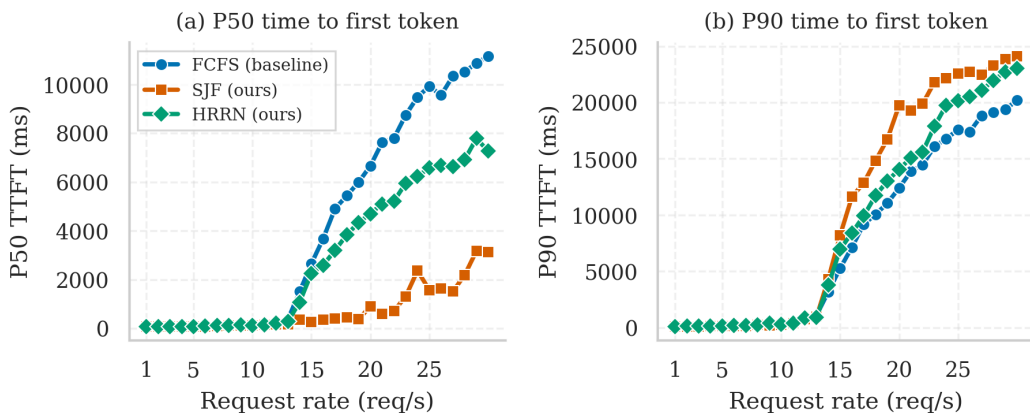 (a) P50 time to first token
P50 TTFT (ms)
10000
8000
6000
4000
2000
0
FCFS (baseline)
SJF (ours)
HRRN (ours)
1 5 10 15 20 25
Request rate (req/s)
(b) P90 time to first token
P90 TTFT (ms)
25000
20000
15000
10000
5000
0
1 5 10 15 20 25
Request rate (req/s)